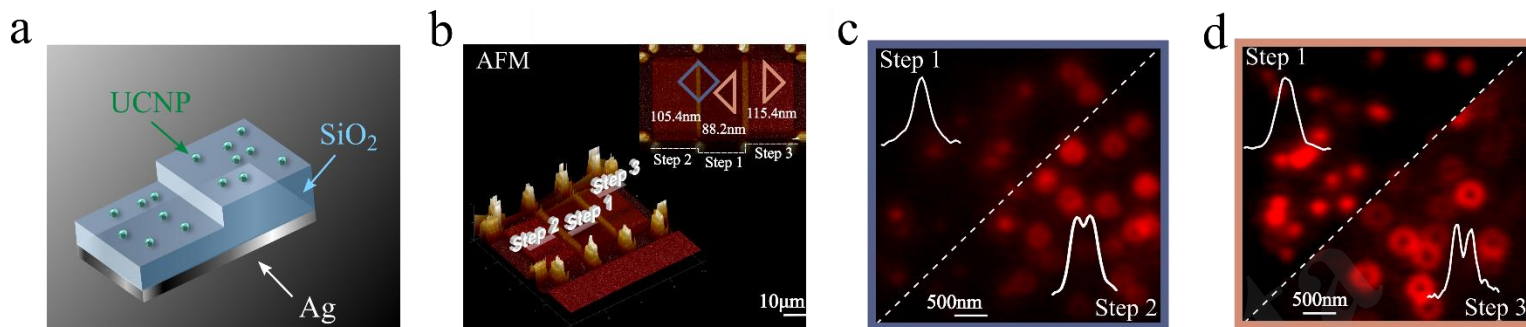 a
UCNP
SiO₂
Ag
b
AFM
105.4nm
88.2nm
115.4nm
Step 2
Step 1
Step 3
Step 3
Step 2
Step 1
10μm
c
Step 1
500nm
Step 2
d
Step 1
500nm
Step 3